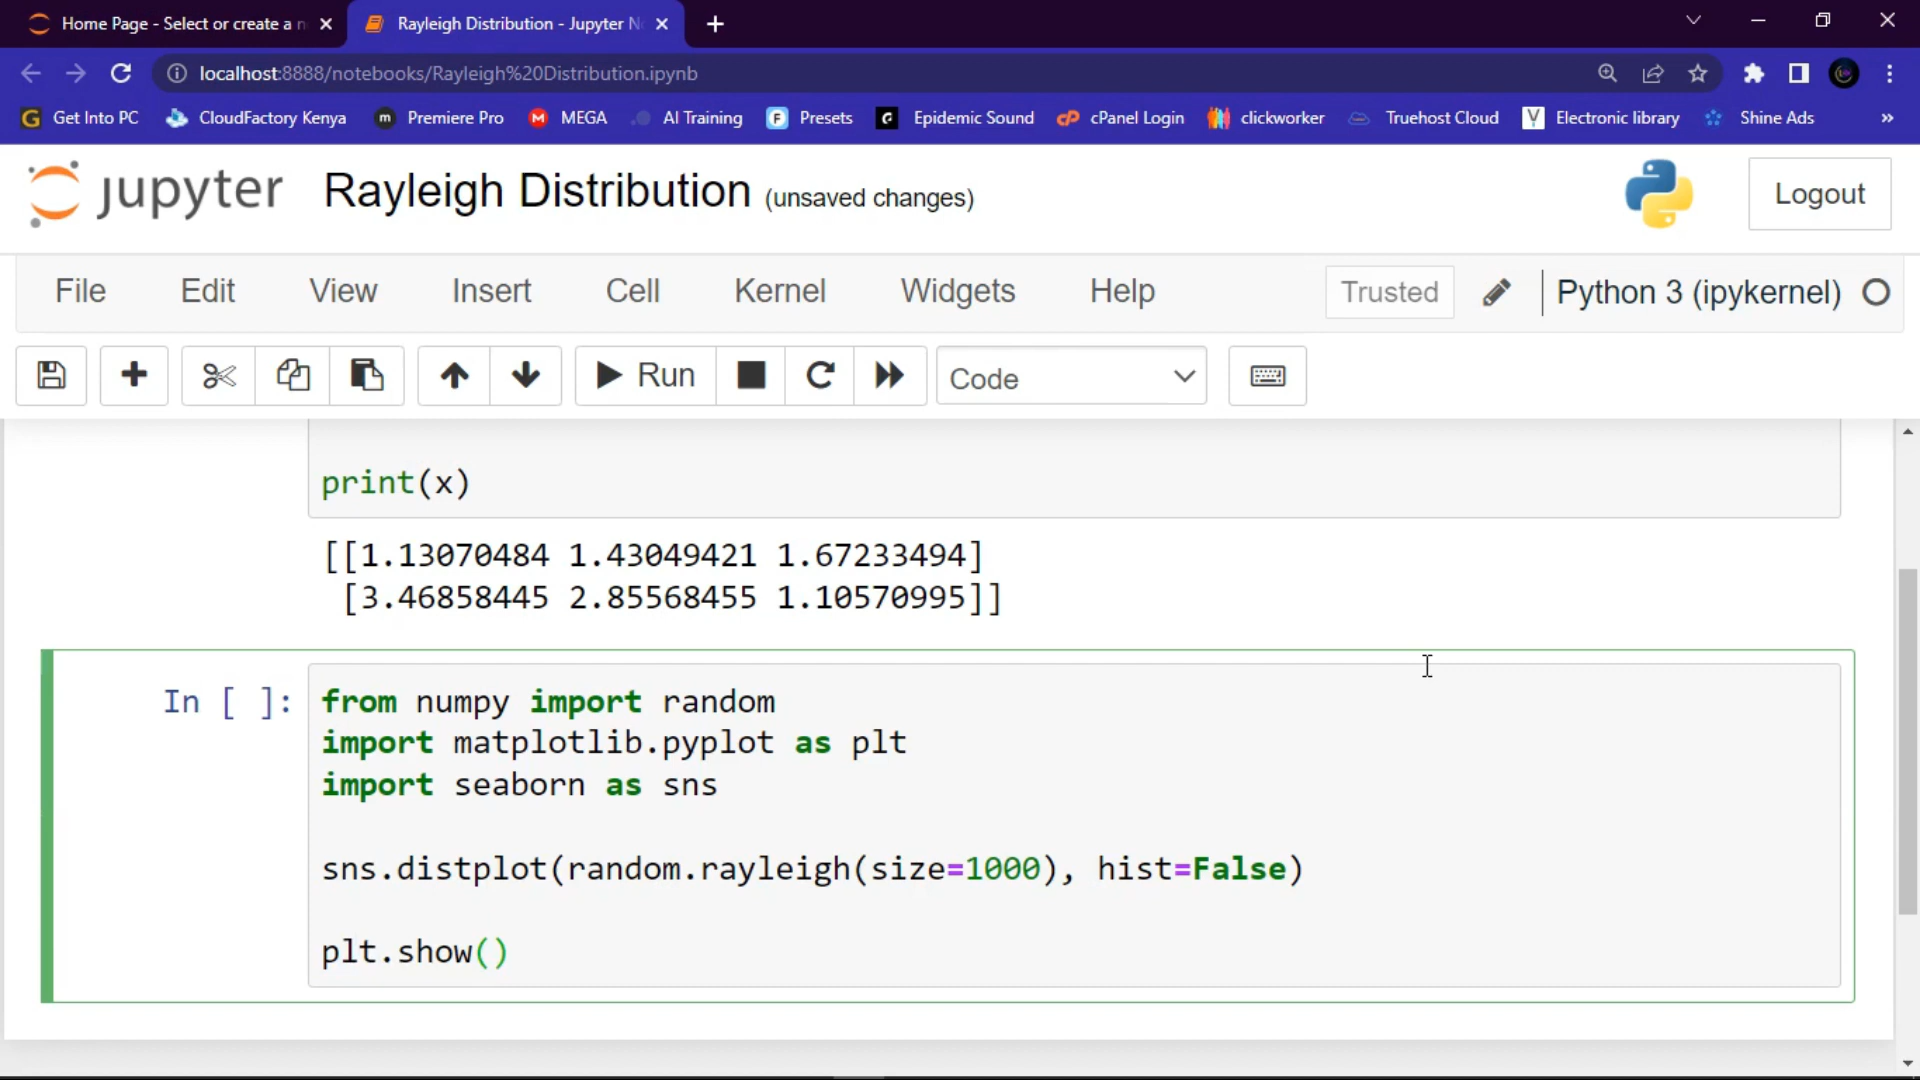 Home Page - Select or create a n
Rayleigh Distribution - Jupyter N
localhost:8888/notebooks/Rayleigh%20Distribution.ipynb
G Get Into PC
CloudFactory Kenya
m Premiere Pro
M MEGA
AI Training
F Presets
Epidemic Sound
cP cPanel Login
clickworker
Truehost Cloud
Y Electronic library
Shine Ads
»
jupyter Rayleigh Distribution (unsaved changes)
Logout
File Edit View Insert Cell Kernel Widgets Help
Trusted
Python 3 (ipykernel)
Run
Code
print(x)
[[1.13070484 1.43049421 1.67233494]
[3.46858445 2.85568455 1.10570995]]
In [ ]: from numpy import random
import matplotlib.pyplot as plt
import seaborn as sns
sns.distplot(random.rayleigh(size=1000), hist=False)
plt.show()